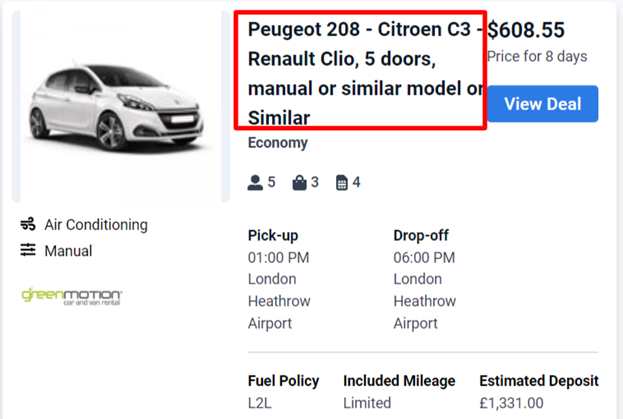 Peugeot 208 - Citroen C3 -
Renault Clio, 5 doors,
manual or similar model or
Similar
Economy
5 3 4
$608.55
Price for 8 days
View Deal
Air Conditioning
Manual
greenmotion
car and van rental
Pick-up
01:00 PM
London
Heathrow
Airport
Drop-off
06:00 PM
London
Heathrow
Airport
Fuel Policy
L2L
Included Mileage
Limited
Estimated Deposit
£1,331.00